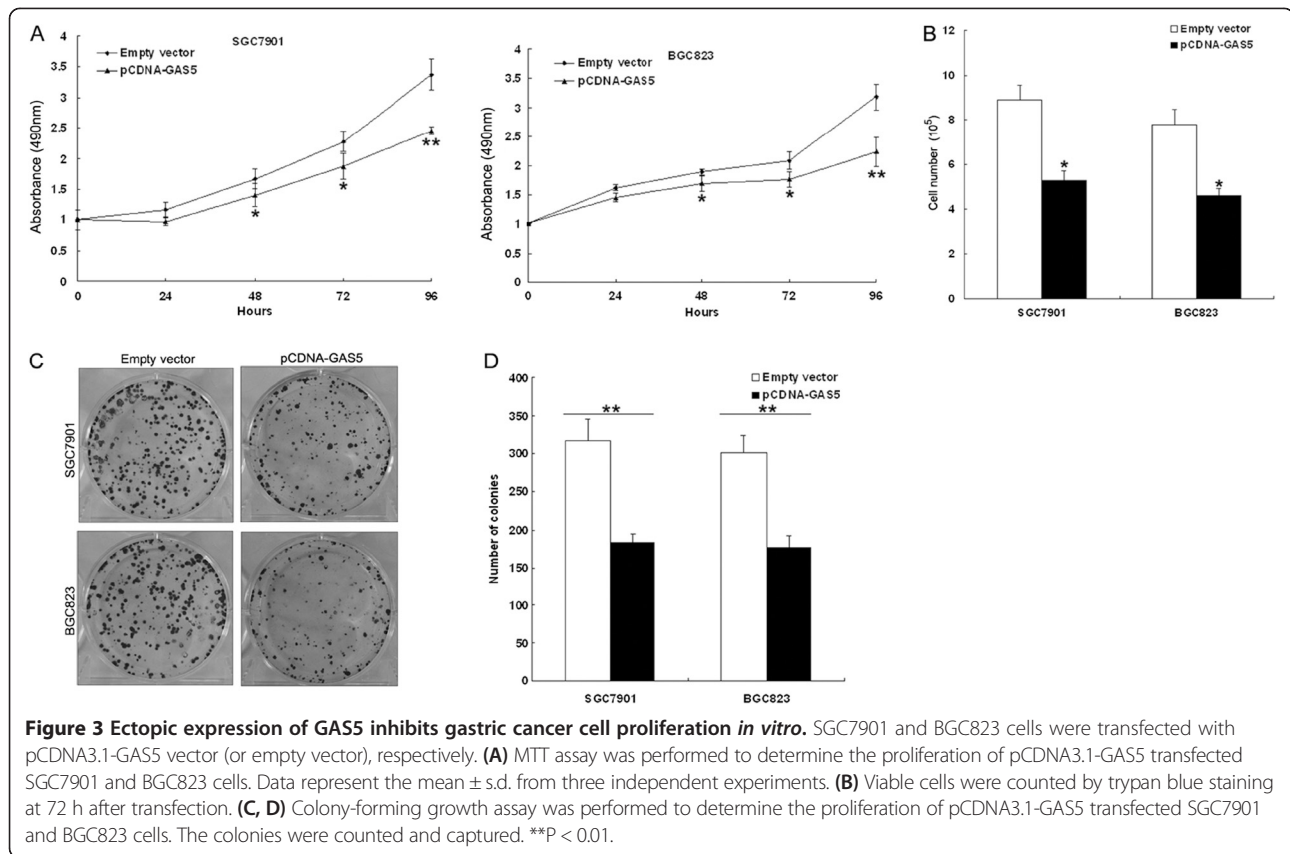 A
SGC7901
Empty vector
pCDNA-GAS5
4
3.5
3
2.5
2
1.5
1
0.5
0
Absorbance (490nm)
**
*
*
0 24 48 72 96
Hours
BGC823
Empty vector
pCDNA-GAS5
4
3.5
3
2.5
2
1.5
1
0.5
0
Absorbance (490nm)
**
*
*
0 24 48 72 96
Hours
B
Empty vector
pCDNA-GAS5
12
10
8
6
4
2
0
Cell number (10⁵)
*
*
SGC7901 BGC823
C
Empty vector pCDNA-GAS5
SGC7901
BGC823
D
Empty vector
pCDNA-GAS5
400
350
300
250
200
150
100
50
0
Number of colonies
** **
SGC7901 BGC823
Figure 3 Ectopic expression of GAS5 inhibits gastric cancer cell proliferation in vitro. SGC7901 and BGC823 cells were transfected with
pCDNA3.1-GAS5 vector (or empty vector), respectively. (A) MTT assay was performed to determine the proliferation of pCDNA3.1-GAS5 transfected
SGC7901 and BGC823 cells. Data represent the mean ± s.d. from three independent experiments. (B) Viable cells were counted by trypan blue staining
at 72 h after transfection. (C, D) Colony-forming growth assay was performed to determine the proliferation of pCDNA3.1-GAS5 transfected SGC7901
and BGC823 cells. The colonies were counted and captured. **P < 0.01.